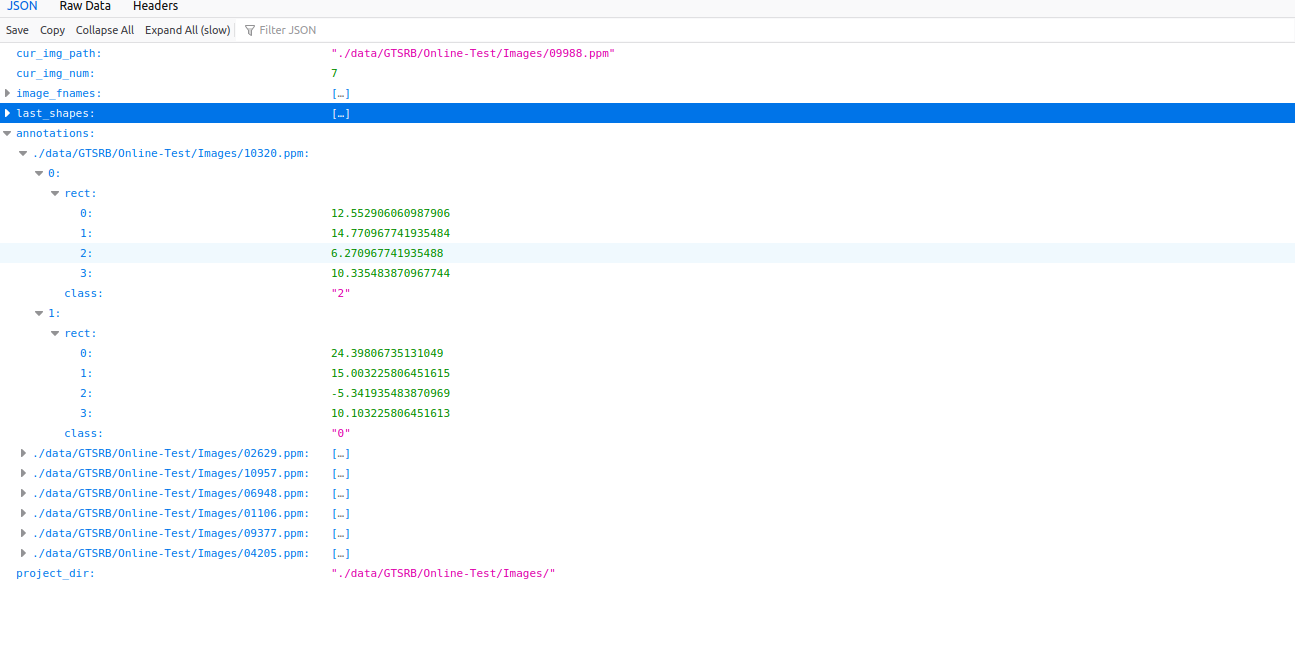 JSON Raw Data Headers
Save Copy Collapse All Expand All (slow) Filter JSON
cur_img_path: "./data/GTSRB/Online-Test/Images/09988.ppm"
cur_img_num: 7
image_fnames: […]
last_shapes: […]
annotations:
./data/GTSRB/Online-Test/Images/10320.ppm:
0:
rect:
0: 12.552906060987906
1: 14.770967741935484
2: 6.270967741935488
3: 10.335483870967744
class: "2"
1:
rect:
0: 24.39806735131049
1: 15.003225806451615
2: -5.341935483870969
3: 10.103225806451613
class: "0"
./data/GTSRB/Online-Test/Images/02629.ppm: […]
./data/GTSRB/Online-Test/Images/10957.ppm: […]
./data/GTSRB/Online-Test/Images/06948.ppm: […]
./data/GTSRB/Online-Test/Images/01106.ppm: […]
./data/GTSRB/Online-Test/Images/09377.ppm: […]
./data/GTSRB/Online-Test/Images/04205.ppm: […]
project_dir: "./data/GTSRB/Online-Test/Images/"